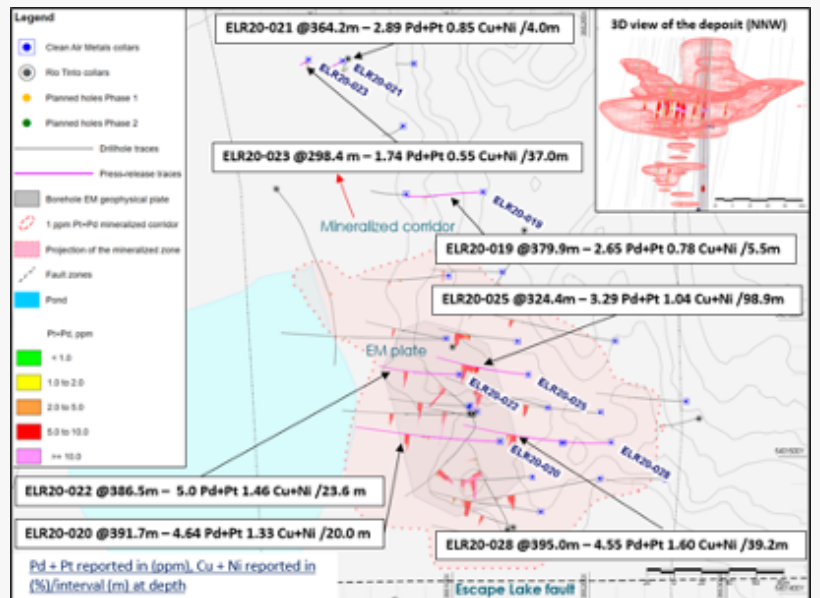 Legend
Clean Air Metals collars
Rio Tinto collars
Planned holes Phase 1
Planned holes Phase 2
Drillhole traces
Press-release traces
Borehole EM geophysical plate
1 ppm Pt+Pd mineralized corridor
Projection of the mineralized zone
Fault zones
Pond
Pt+Pd, ppm
< 1.0
1.0 to 2.0
2.0 to 5.0
5.0 to 10.0
>= 10.0
ELR20-021 @364.2m – 2.89 Pd+Pt 0.85 Cu+Ni /4.0m
3D view of the deposit (NNW)
ELR20-021
ELR20-023
ELR20-023 @298.4 m – 1.74 Pd+Pt 0.55 Cu+Ni /37.0m
Mineralized corridor
ELR20-019
ELR20-019 @379.9m – 2.65 Pd+Pt 0.78 Cu+Ni /5.5m
ELR20-025 @324.4m – 3.29 Pd+Pt 1.04 Cu+Ni /98.9m
EM plate
ELR20-022
ELR20-025
ELR20-020
ELR20-028
ELR20-022 @386.5m – 5.0 Pd+Pt 1.46 Cu+Ni /23.6 m
ELR20-020 @391.7m – 4.64 Pd+Pt 1.33 Cu+Ni /20.0 m
ELR20-028 @395.0m – 4.55 Pd+Pt 1.60 Cu+Ni /39.2m
Pd + Pt reported in (ppm), Cu + Ni reported in
(%)/interval (m) at depth
Escape Lake fault